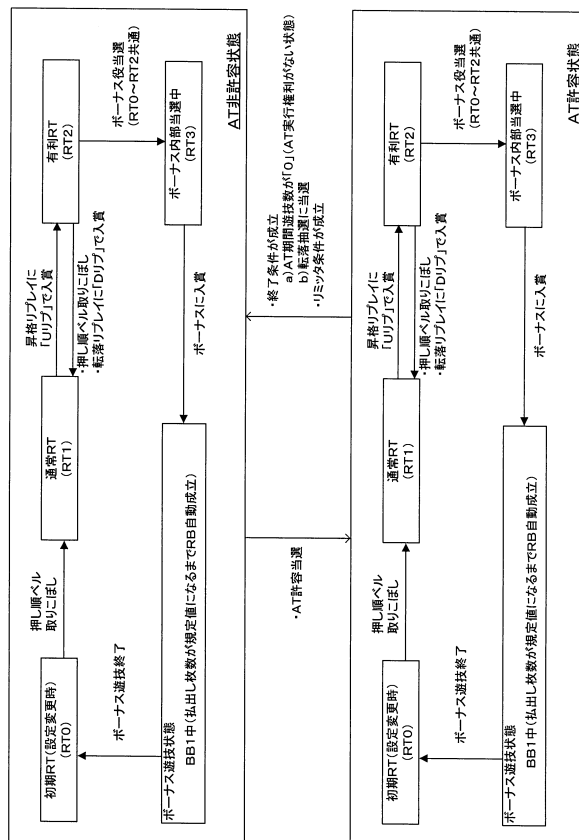 AT非許容状態
初期RT(設定変更時)
(RT0)
押し順ベル
取りこぼし
通常RT
(RT1)
昇格リプレイに
「Uリプ」で入賞
・押し順ベル取りこぼし
・転落リプレイに「Dリプ」で入賞
有利RT
(RT2)
ボーナス役当選
(RT0～RT2共通)
ボーナス内部当選中
(RT3)
ボーナスに入賞
ボーナス遊技状態
BB1中(払出し枚数が規定値になるまでRB自動成立)
ボーナス遊技終了
・AT許容当選
・終了条件が成立
a)AT期間遊技数が「0」(AT実行権利がない状態)
b)転落抽選に当選
・リミッタ条件が成立
AT許容状態
初期RT(設定変更時)
(RT0)
押し順ベル
取りこぼし
通常RT
(RT1)
昇格リプレイに
「Uリプ」で入賞
・押し順ベル取りこぼし
・転落リプレイに「Dリプ」で入賞
有利RT
(RT2)
ボーナス役当選
(RT0～RT2共通)
ボーナス内部当選中
(RT3)
ボーナスに入賞
ボーナス遊技状態
BB1中(払出し枚数が規定値になるまでRB自動成立)
ボーナス遊技終了